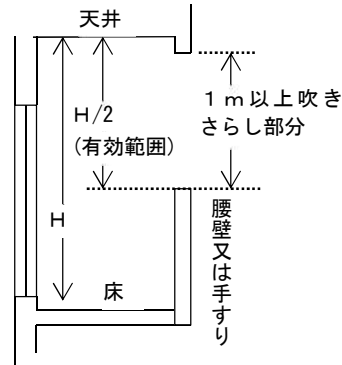 天井
H/2
(有効範囲)
1m以上吹き
さらし部分
H
床
腰壁又は手すり